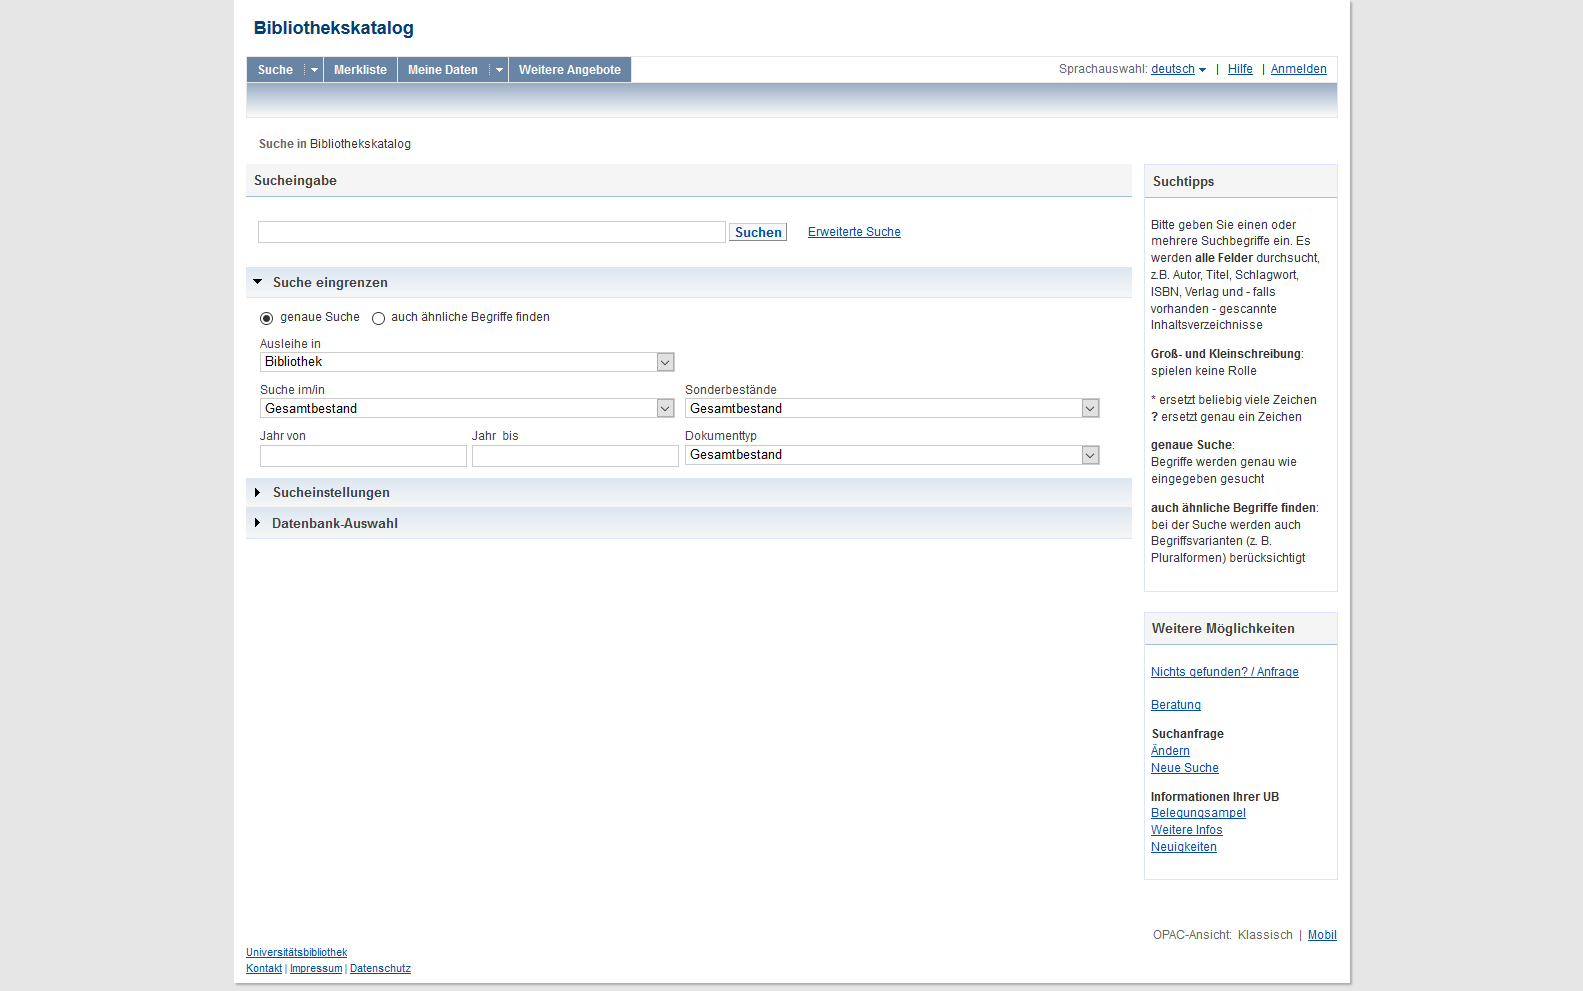 Bibliothekskatalog
Suche Merkliste Meine Daten Weitere Angebote Sprachauswahl: deutsch | Hilfe | Anmelden
Suche in Bibliothekskatalog
Sucheingabe
Suchen Erweiterte Suche
Suche eingrenzen
genaue Suche auch ähnliche Begriffe finden
Ausleihe in
Bibliothek
Suche im/in Sonderbestände
Gesamtbestand Gesamtbestand
Jahr von Jahr bis Dokumenttyp
Gesamtbestand
Sucheinstellungen
Datenbank-Auswahl
Suchtipps
Bitte geben Sie einen oder
mehrere Suchbegriffe ein. Es
werden alle Felder durchsucht,
z.B. Autor, Titel, Schlagwort,
ISBN, Verlag und - falls
vorhanden - gescannte
Inhaltsverzeichnisse
Groß- und Kleinschreibung:
spielen keine Rolle
* ersetzt beliebig viele Zeichen
? ersetzt genau ein Zeichen
genaue Suche:
Begriffe werden genau wie
eingegeben gesucht
auch ähnliche Begriffe finden:
bei der Suche werden auch
Begriffsvarianten (z. B.
Pluralformen) berücksichtigt
Weitere Möglichkeiten
Nichts gefunden? / Anfrage
Beratung
Suchanfrage
Ändern
Neue Suche
Informationen Ihrer UB
Belegungsampel
Weitere Infos
Neuigkeiten
OPAC-Ansicht: Klassisch | Mobil
Universitätsbibliothek
Kontakt | Impressum | Datenschutz